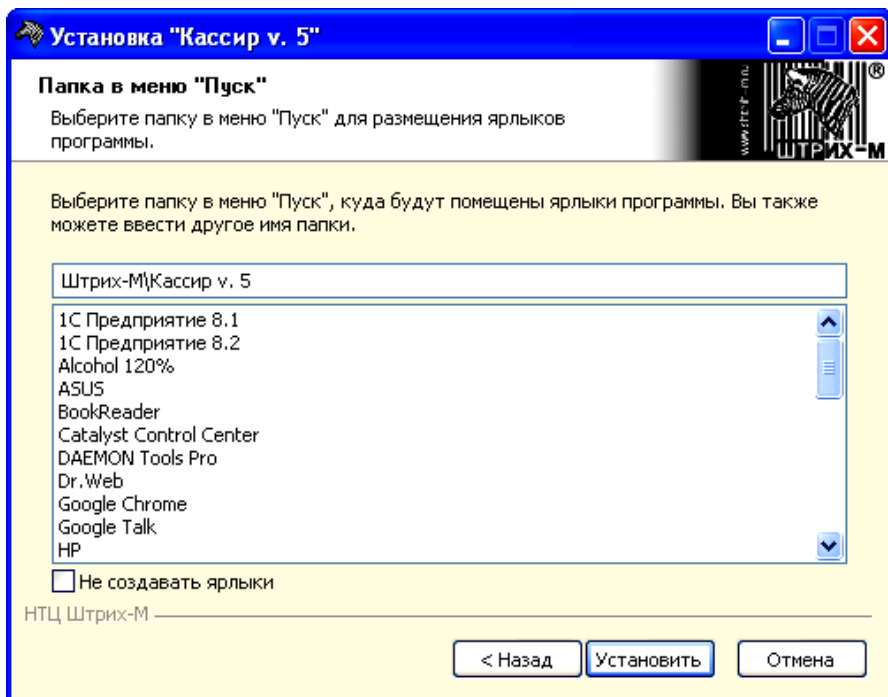 Установка "Кассир v. 5"
Папка в меню "Пуск"
Выберите папку в меню "Пуск" для размещения ярлыков
программы.
www.shtrih-m.ru
®
ШТРИХ-М
Выберите папку в меню "Пуск", куда будут помещены ярлыки программы. Вы также
можете ввести другое имя папки.
Штрих-М\Кассир v. 5
1С Предприятие 8.1
1С Предприятие 8.2
Alcohol 120%
ASUS
BookReader
Catalyst Control Center
DAEMON Tools Pro
Dr.Web
Google Chrome
Google Talk
HP
Не создавать ярлыки
НТЦ Штрих-М
< Назад
Установить
Отмена